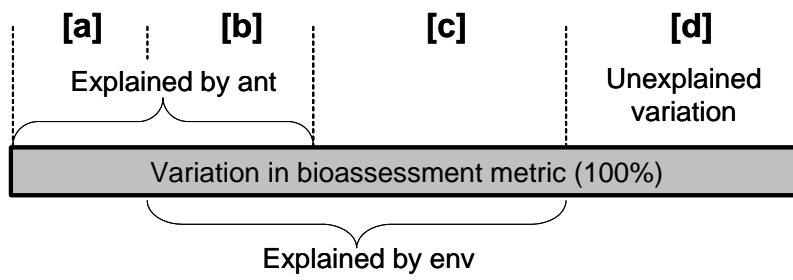 [a] [b] [c] [d]
Explained by ant
Unexplained
variation
Variation in bioassessment metric (100%)
Explained by env